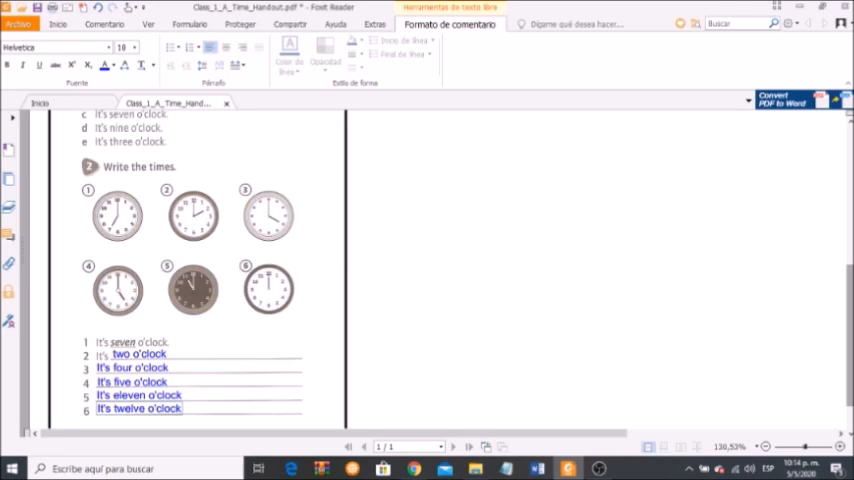 Class_1_A_Time_Handout.pdf * - Foxit Reader
Herramientas de texto libre
Archivo Inicio Comentario Ver Formulario Proteger Compartir Ayuda Extras Formato de comentario Dígame qué desea hacer... Buscar
Helvetica 10
Color de línea Opacidad
Inicio de línea
Final de línea
Fuente Párrafo Estilo de forma
Inicio Class_1_A_Time_Hand...
Convert
PDF to Word
c It's seven o'clock.
d It's nine o'clock.
e It's three o'clock.
2 Write the times.
1 2 3
4 5 6
1 It's seven o'clock.
2 It's two o'clock
3 It's four o'clock
4 It's five o'clock
5 It's eleven o'clock
6 It's twelve o'clock
1 / 1
130,53%
Escribe aquí para buscar
ESP
10:14 p. m.
5/5/2020